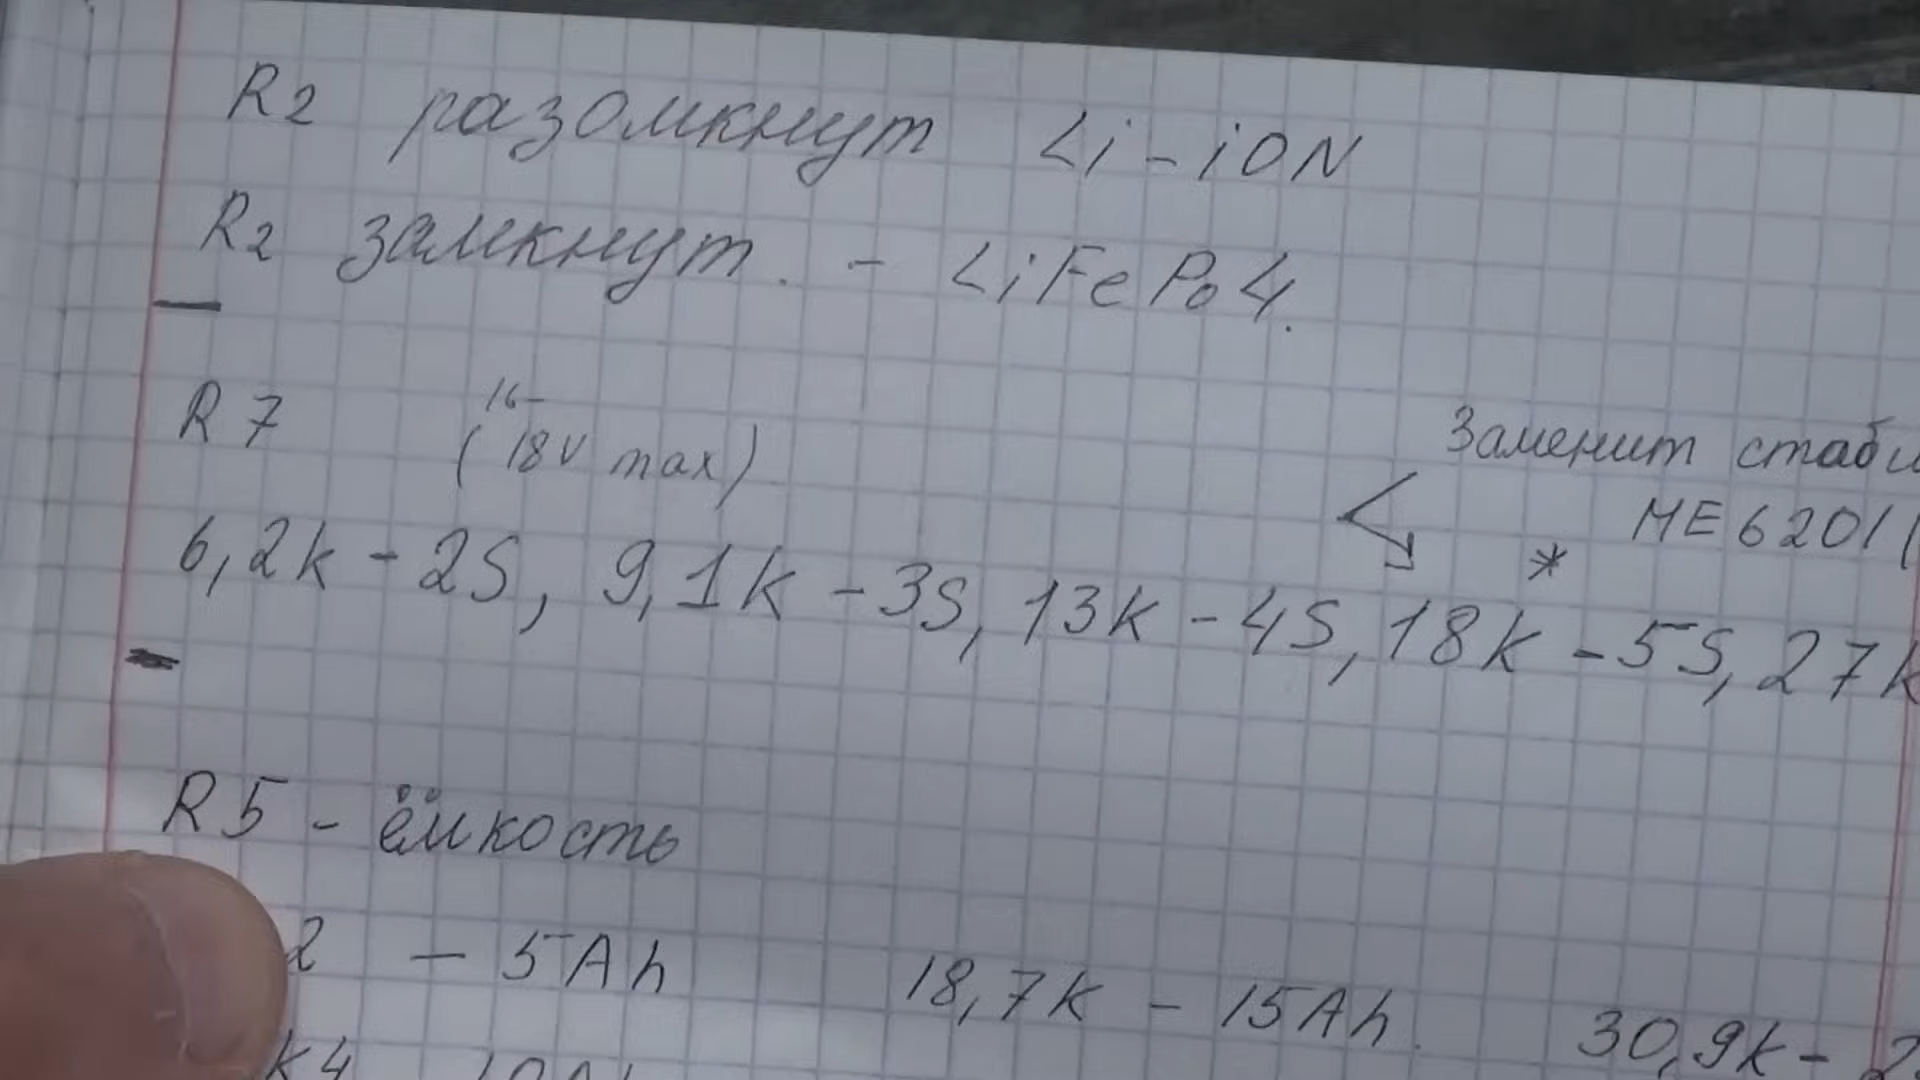 R2 разомкнут Li-iON
R2 замкнут. - LiFePo4.
R7
16-
(18V max)
Заменит
ME6201(
*
6,2k - 2S, 9,1k - 3S, 13k - 4S, 18k - 5S, 27k
R5 - ёмкость
2 - 5Ah 18,7k - 15Ah. 30,9k -